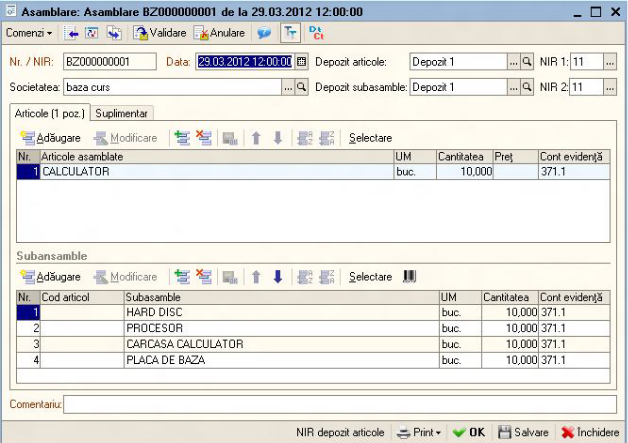 Asamblare: Asamblare BZ000000001 de la 29.03.2012 12:00:00
Comenzi Validare Anulare Tт Dt Ct
Nr. / NIR: BZ000000001 Data: 29.03.2012 12:00:00 Depozit articole: Depozit 1 ... NIR 1: 11 ...
Societatea: baza curs ... Depozit subasamble: Depozit 1 ... NIR 2: 11 ...
Articole (1 poz.) Suplimentar
Adăugare Modificare Selectare
Nr. Articole asamblate UM Cantitatea Preț Cont evidență
1 CALCULATOR buc. 10,000 371.1
Subansamble
Adăugare Modificare Selectare
Nr. Cod articol Subasamble UM Cantitatea Cont evidență
1 HARD DISC buc. 10,000 371.1
2 PROCESOR buc. 10,000 371.1
3 CARCASA CALCULATOR buc. 10,000 371.1
4 PLACA DE BAZA buc. 10,000 371.1
Comentariu:
NIR depozit articole Print OK Salvare Închidere